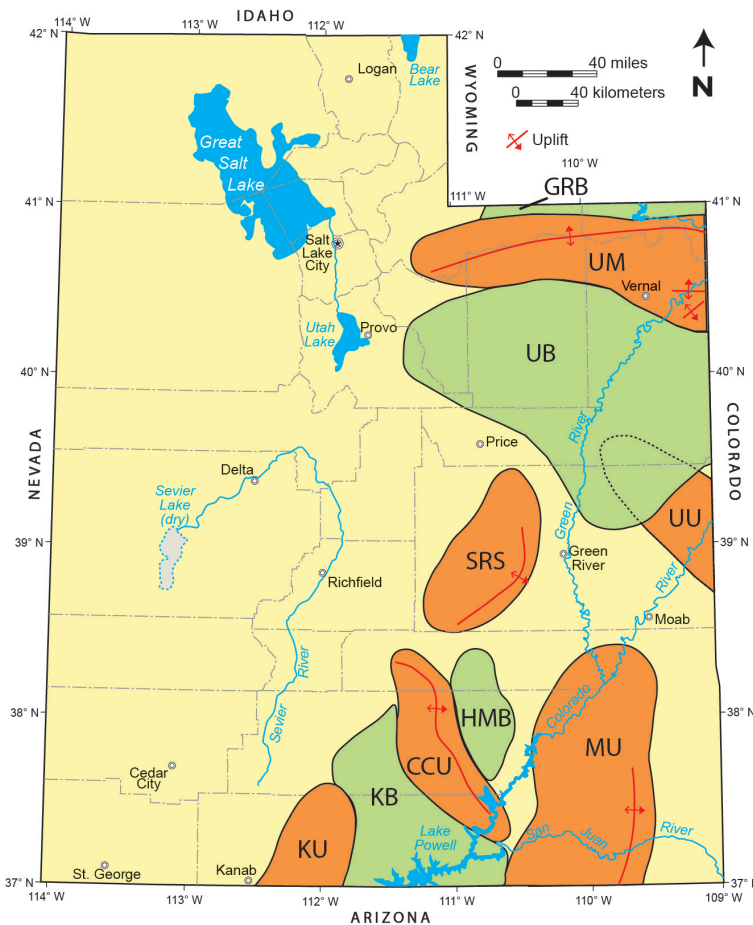 IDAHO
114° W
113° W
112° W
42° N
42° N
Logan
Bear
Lake
WYOMING
0
40 miles
0
40 kilometers
N
Uplift
110° W
111° W
GRB
Great
Salt
Lake
41° N
41° N
Salt
Lake
City
UM
Vernal
Utah
Lake
Provo
UB
40° N
40° N
NEVADA
COLORADO
River
Price
Delta
Sevier
Lake
(dry)
UU
39° N
39° N
SRS
Green
Green
River
River
Richfield
Moab
River
Colorado
38° N
38° N
HMB
Sevier
MU
CCU
Cedar
City
KB
Lake
Powell
San
Juan
River
KU
St. George
Kanab
37° N
37° N
114° W
113° W
112° W
111° W
110° W
109° W
ARIZONA